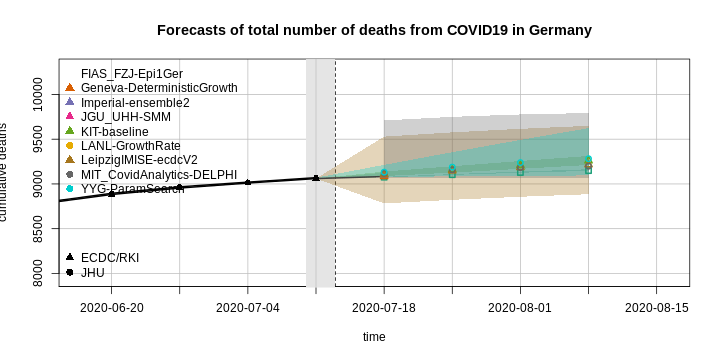 Forecasts of total number of deaths from COVID19 in Germany
FIAS_FZJ-Epi1Ger
Geneva-DeterministicGrowth
Imperial-ensemble2
JGU_UHH-SMM
KIT-baseline
LANL-GrowthRate
LeipzigIMISE-ecdcV2
MIT_CovidAnalytics-DELPHI
YYG-ParamSearch
ECDC/RKI
JHU
cumulative deaths
10000
9500
9000
8500
8000
2020-06-20
2020-07-04
2020-07-18
2020-08-01
2020-08-15
time